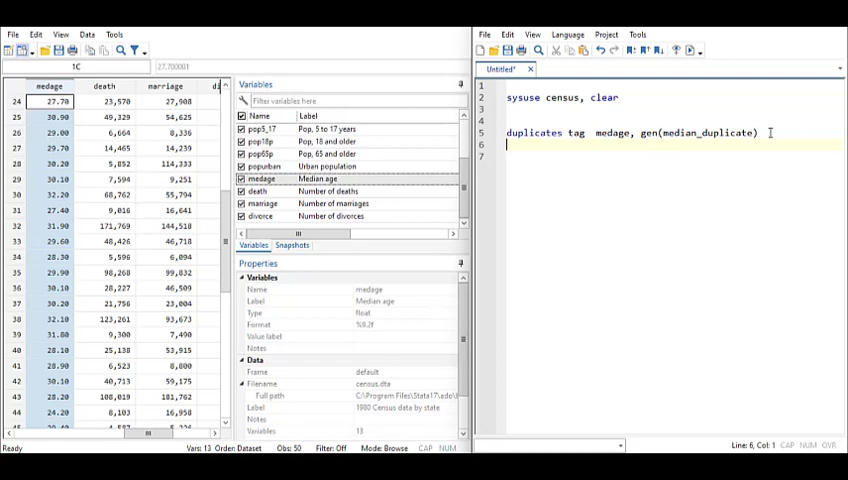 File Edit View Data Tools
1C 27.700001
medage death marriage di
24 27.70 23,570 27,908
25 30.90 49,329 54,625
26 29.00 6,664 8,336
27 29.70 14,465 14,239
28 30.20 5,852 114,333
29 30.10 7,594 9,251
30 32.20 68,762 55,794
31 27.40 9,016 16,641
32 31.90 171,769 144,518
33 29.60 48,426 46,718
34 28.30 5,596 6,094
35 29.90 98,268 99,832
36 30.10 28,227 46,509
37 30.20 21,756 23,004
38 32.10 123,261 93,673
39 31.80 9,300 7,490
40 28.10 25,138 53,915
41 28.90 6,523 8,800
42 30.10 40,713 59,175
43 28.20 108,019 181,762
44 24.20 8,103 16,958
Ready
Variables
Filter variables here
Name Label
pop5_17 Pop, 5 to 17 years
pop18p Pop, 18 and older
pop65p Pop, 65 and older
popurban Urban population
medage Median age
death Number of deaths
marriage Number of marriages
divorce Number of divorces
Variables Snapshots
Properties
Variables
Name medage
Label Median age
Type float
Format %9.2f
Value label
Notes
Data
Frame default
Filename census.dta
Full path C:\Program Files\Stata17\ado\
Label 1980 Census data by state
Notes
Variables 13
Vars: 13 Order: Dataset Obs: 50 Filter: Off Mode: Browse CAP NUM
File Edit View Language Project Tools
Untitled*
1
2 sysuse census, clear
3
4
5 duplicates tag medage, gen(median_duplicate)
6
7
Line: 6, Col: 1 CAP NUM OVR